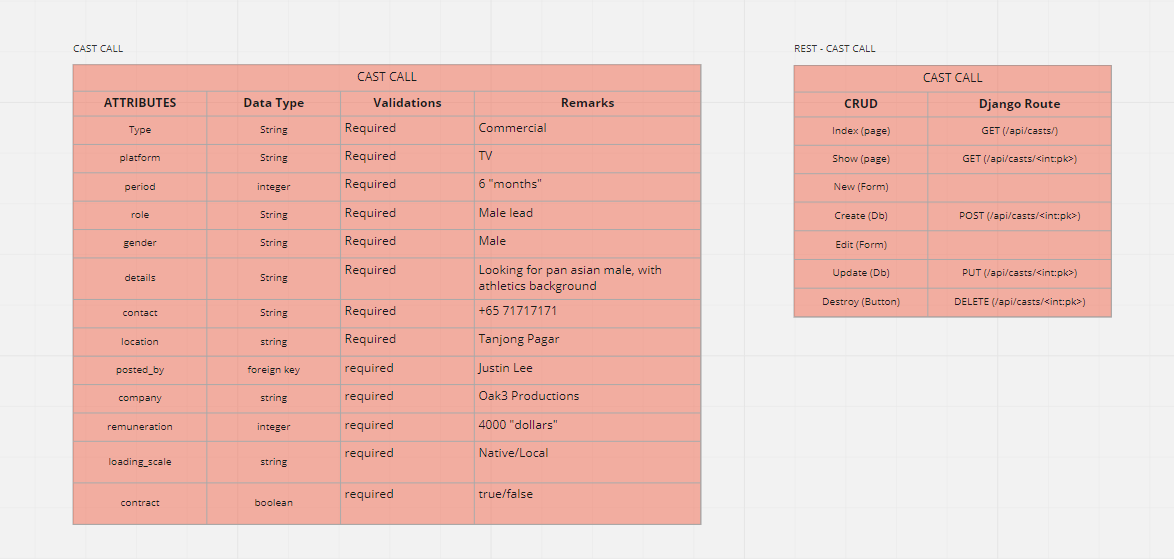 CAST CALL
CAST CALL
ATTRIBUTES Data Type Validations Remarks
Type String Required Commercial
platform String Required TV
period integer Required 6 "months"
role String Required Male lead
gender String Required Male
details String Required Looking for pan asian male, with
athletics background
contact String Required +65 71717171
location string Required Tanjong Pagar
posted_by foreign key required Justin Lee
company string required Oak3 Productions
remuneration integer required 4000 "dollars"
loading_scale string required Native/Local
contract boolean required true/false
REST - CAST CALL
CAST CALL
CRUD Django Route
Index (page) GET (/api/casts/)
Show (page) GET (/api/casts/<int:pk>)
New (Form)
Create (Db) POST (/api/casts/<int:pk>)
Edit (Form)
Update (Db) PUT (/api/casts/<int:pk>)
Destroy (Button) DELETE (/api/casts/<int:pk>)